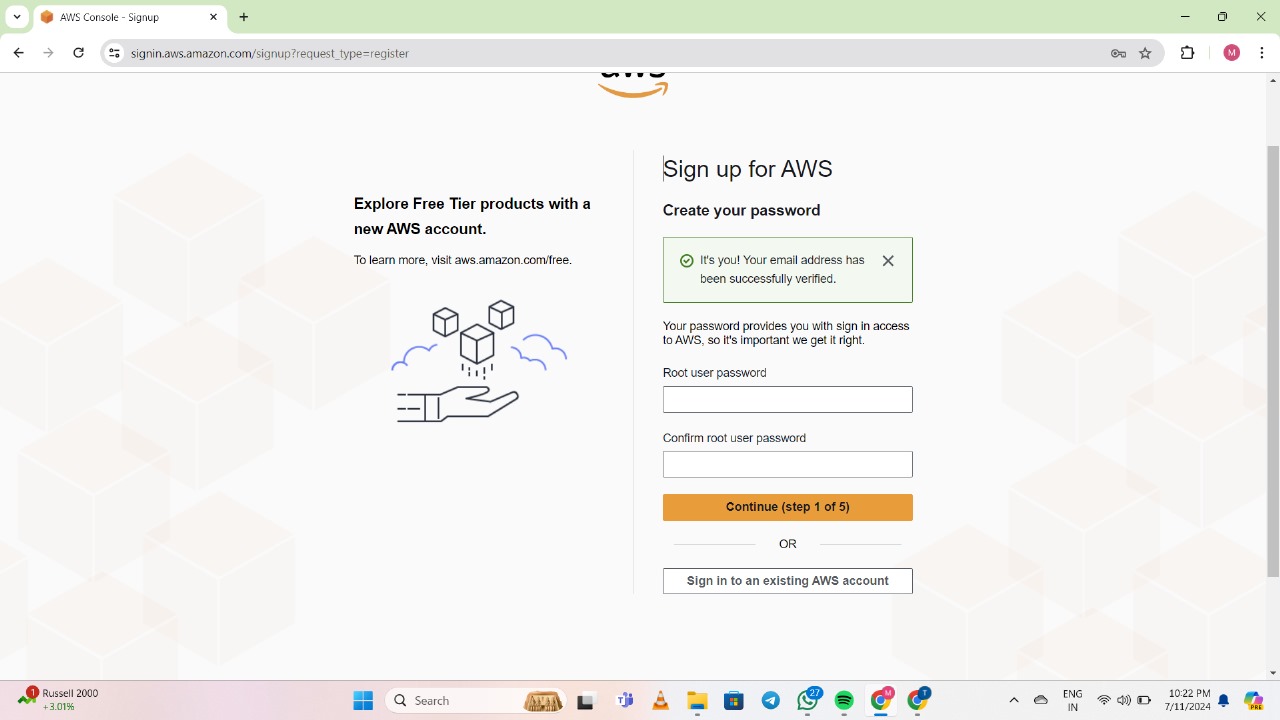 AWS Console - Signup
signin.aws.amazon.com/signup?request_type=register
M
aws
Explore Free Tier products with a
new AWS account.
To learn more, visit aws.amazon.com/free.
Sign up for AWS
Create your password
It's you! Your email address has
been successfully verified.
Your password provides you with sign in access
to AWS, so it's important we get it right.
Root user password
Confirm root user password
Continue (step 1 of 5)
OR
Sign in to an existing AWS account
1
Russell 2000
+3.01%
Search
27
M
T
ENG
IN
10:22 PM
7/11/2024
PRE